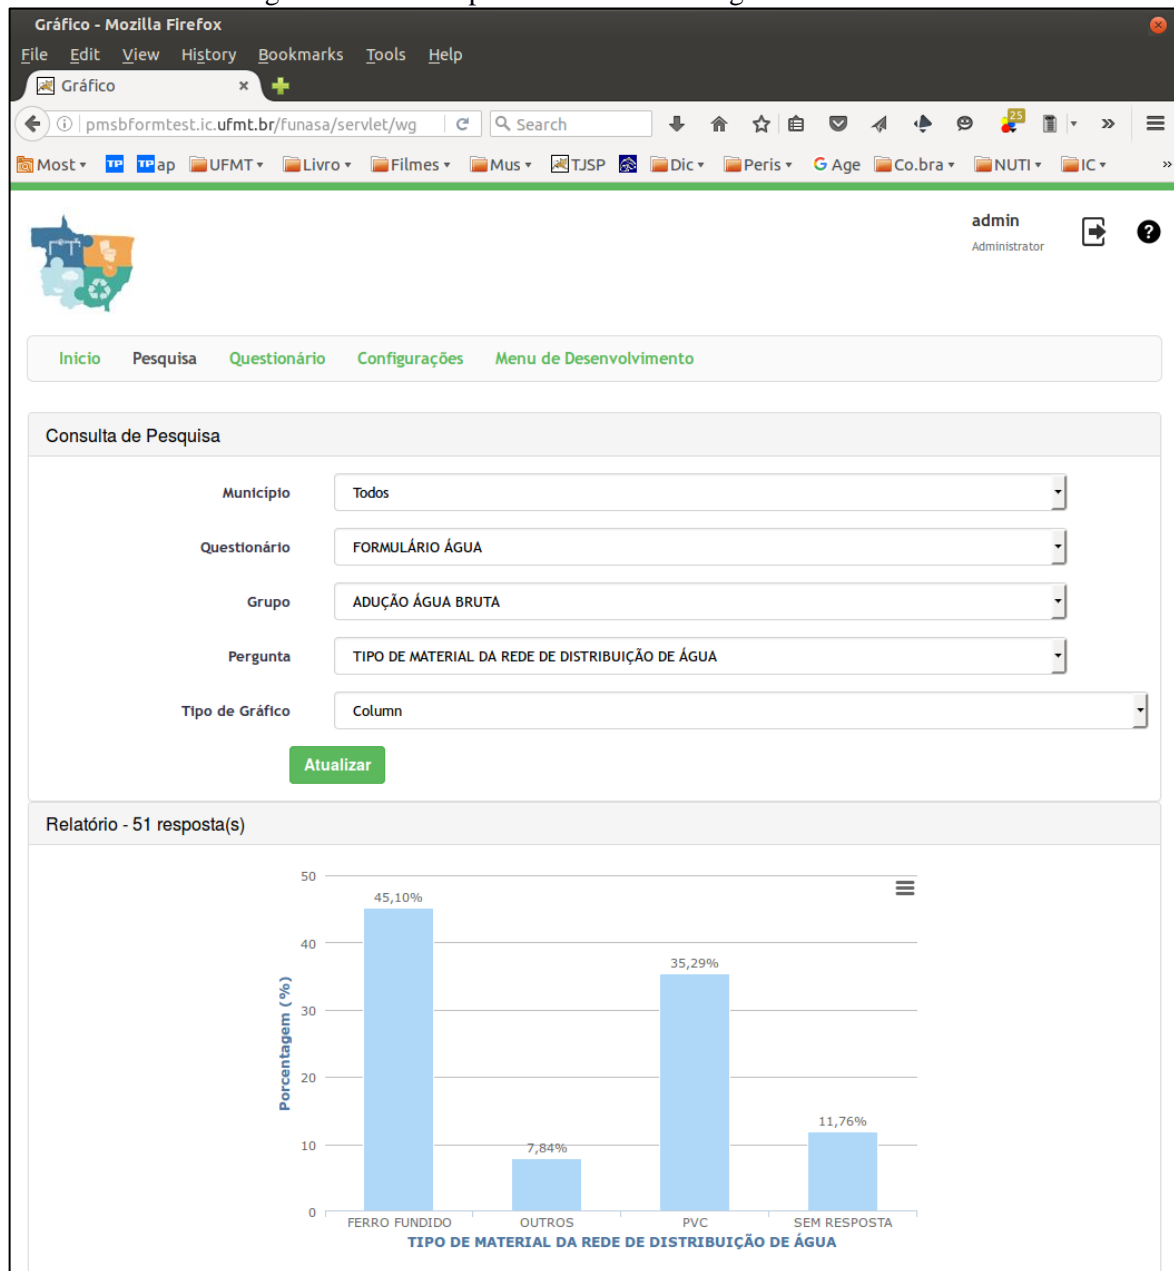 Gráfico - Mozilla Firefox
File Edit View History Bookmarks Tools Help
Gráfico
pmsbformtest.ic.ufmt.br/funasa/servlet/wg Search 25
Most TP TP ap UFMT Livro Filmes Mus TJSP Dic Peris G Age Co.bra NUTI IC »
admin
Administrator
Inicio Pesquisa Questionário Configurações Menu de Desenvolvimento
Consulta de Pesquisa
Município Todos
Questionário FORMULÁRIO ÁGUA
Grupo ADUÇÃO ÁGUA BRUTA
Pergunta TIPO DE MATERIAL DA REDE DE DISTRIBUIÇÃO DE ÁGUA
Tipo de Gráfico Column
Atualizar
Relatório - 51 resposta(s)
Porcentagem (%)
50
40
30
20
10
0
45,10%
7,84%
35,29%
11,76%
FERRO FUNDIDO OUTROS PVC SEM RESPOSTA
TIPO DE MATERIAL DA REDE DE DISTRIBUIÇÃO DE ÁGUA